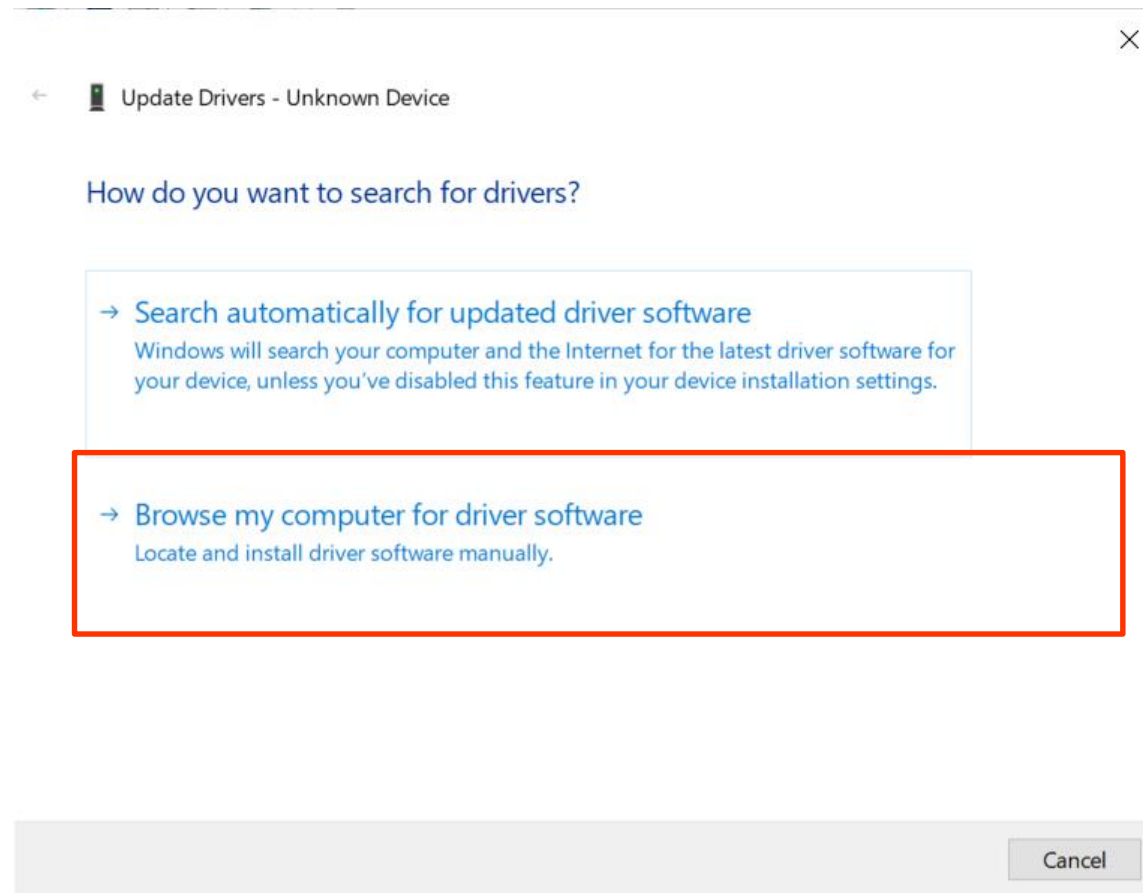 Update Drivers - Unknown Device
How do you want to search for drivers?
Search automatically for updated driver software
Windows will search your computer and the Internet for the latest driver software for
your device, unless you've disabled this feature in your device installation settings.
Browse my computer for driver software
Locate and install driver software manually.
Cancel